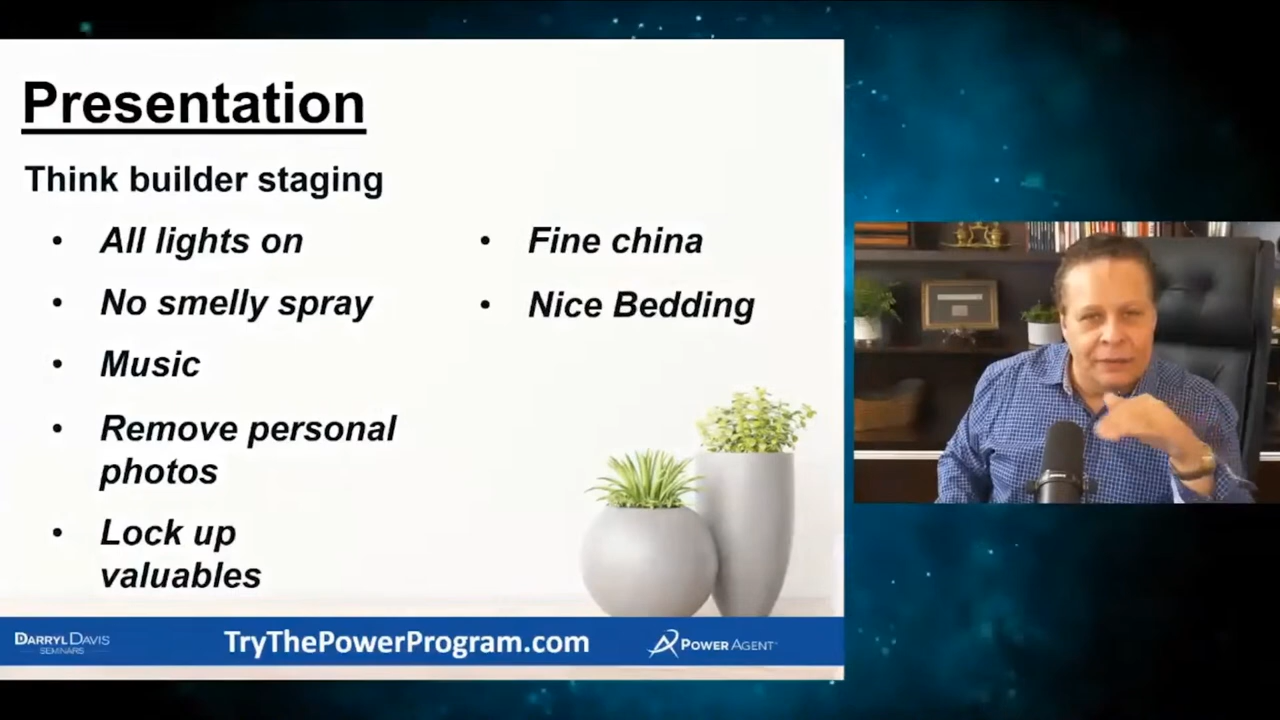 Presentation
Think builder staging
• All lights on
• No smelly spray
• Music
• Remove personal
photos
• Lock up
valuables
• Fine china
• Nice Bedding
DARRYL DAVIS
SEMINARS
TryThePowerProgram.com
POWER AGENT